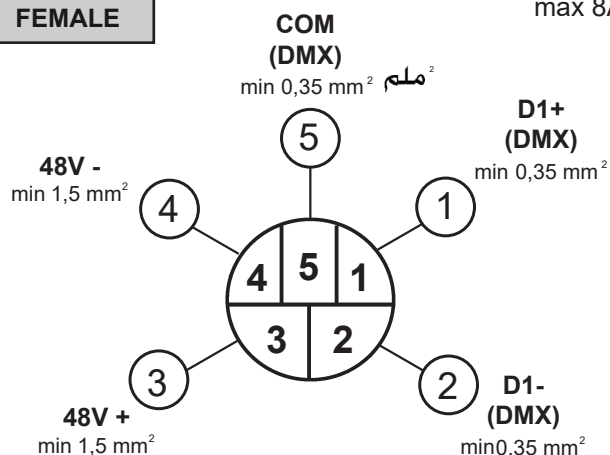 FEMALE
max 8A
COM
(DMX)
min 0,35 mm² ملم²
5
D1+
(DMX)
min 0,35 mm²
1
48V -
min 1,5 mm²
4
4 5 1
3 2
3
48V +
min 1,5 mm²
2
D1-
(DMX)
min0.35 mm²